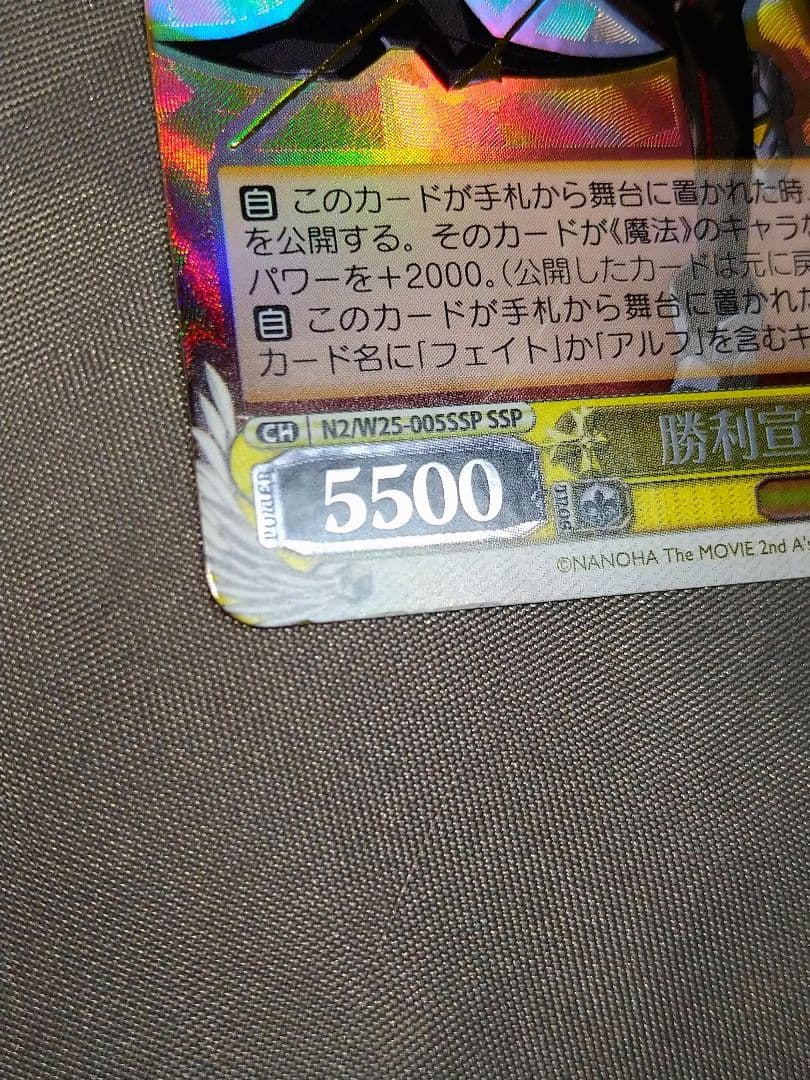 自 このカードが手札から舞台に置かれた時、
を公開する。そのカードが《魔法》のキャラな
パワーを＋2000。（公開したカードは元に戻
自 このカードが手札から舞台に置かれた
カード名に「フェイト」か「アルフ」を含むキ
CH N2/W25-005SSP SSP
勝利宣
POWER 5500 SOUL
©NANOHA The MOVIE 2nd A's